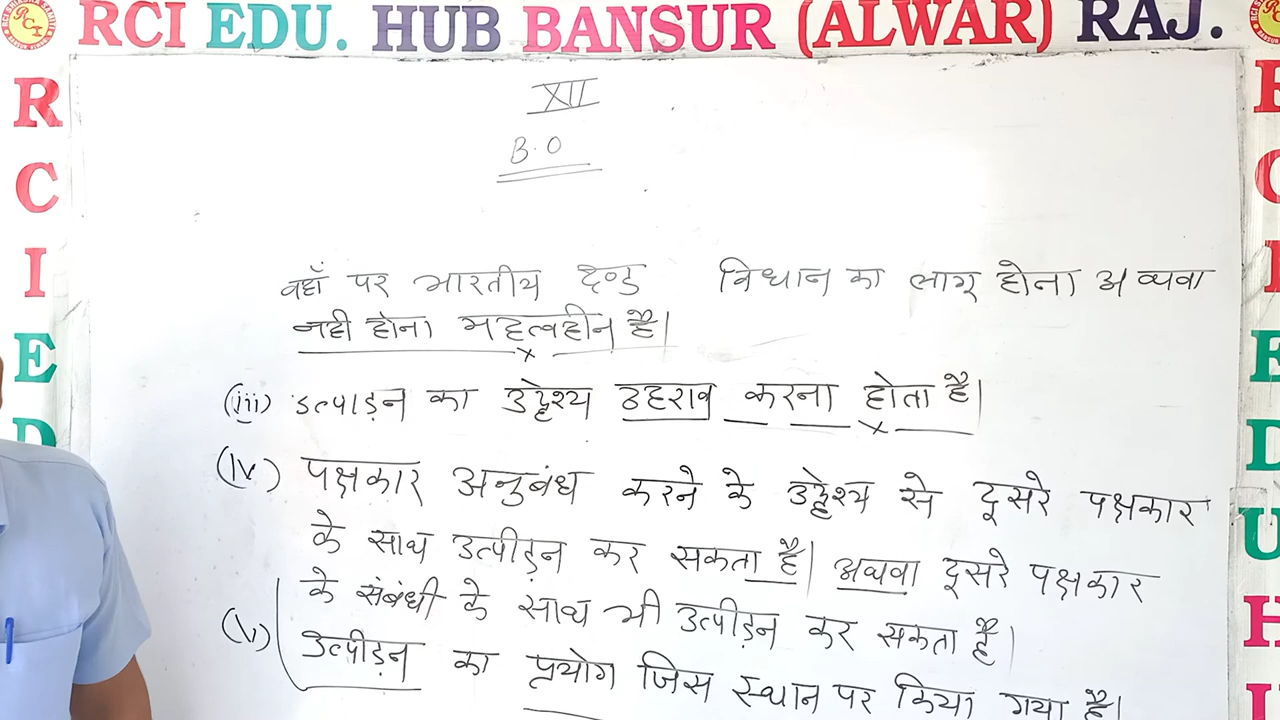 RCI EDU. HUB BANSUR (ALWAR) RAJ.
R
C
I
E
D
XII
B.O
वहाँ पर भारतीय दण्ड विधान का लागू होना अथवा
नही होना महत्वहीन है।
(iii) उत्पाड़न का उद्देश्य ठहराव करना होता है।
(iv) पक्षकार अनुबंध करने के उद्देश्य से दूसरे पक्षकार
के साथ उत्पीड़न कर सकता है। अथवा दूसरे पक्षकार
के संबंधी के साथ भी उत्पीड़न कर सकता है।
(v) उत्पीड़न का प्रयोग जिस स्थान पर किया गया है।
E
D
U
H